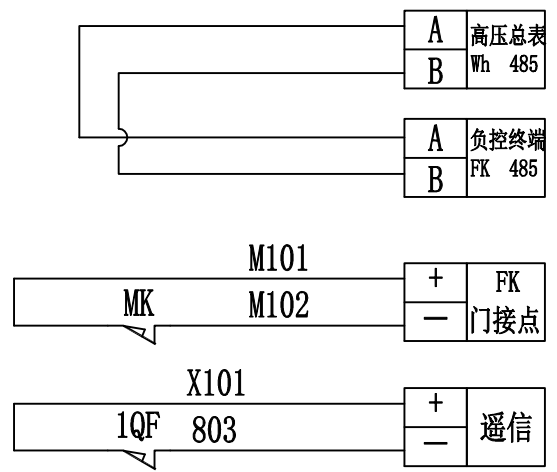 A 高压总表
B Wh 485
A 负控终端
B FK 485
M101
+ FK
MK M102
— 门接点
X101
+ 遥信
1QF 803
—